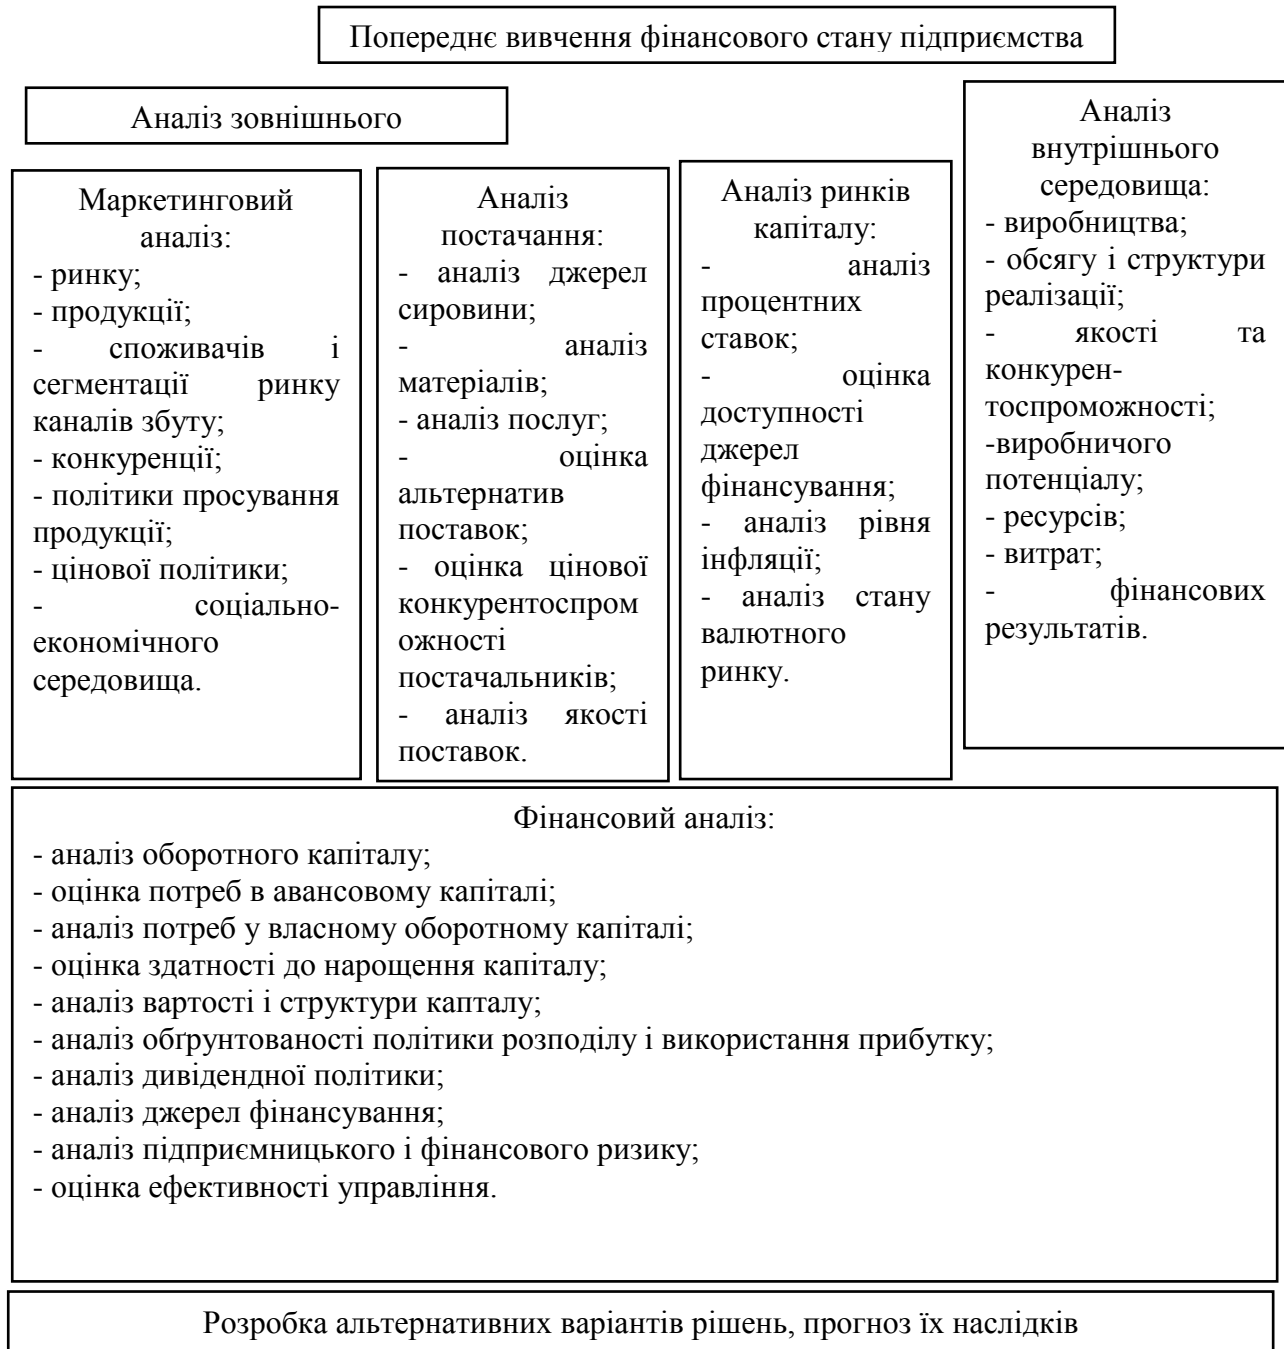 Попереднє вивчення фінансового стану підприємства
Аналіз зовнішнього
Маркетинговий
аналіз:
- ринку;
- продукції;
- споживачів і
сегментації ринку
каналів збуту;
- конкуренції;
- політики просування
продукції;
- цінової політики;
- соціально-
економічного
середовища.
Аналіз
постачання:
- аналіз джерел
сировини;
- аналіз
матеріалів;
- аналіз послуг;
- оцінка
альтернатив
поставок;
- оцінка цінової
конкурентоспром
ожності
постачальників;
- аналіз якості
поставок.
Аналіз ринків
капіталу:
- аналіз
процентних
ставок;
- оцінка
доступності
джерел
фінансування;
- аналіз рівня
інфляції;
- аналіз стану
валютного
ринку.
Аналіз
внутрішнього
середовища:
- виробництва;
- обсягу і структури
реалізації;
- якості та
конкурен-
тоспроможності;
-виробничого
потенціалу;
- ресурсів;
- витрат;
- фінансових
результатів.
Фінансовий аналіз:
- аналіз оборотного капіталу;
- оцінка потреб в авансовому капіталі;
- аналіз потреб у власному оборотному капіталі;
- оцінка здатності до нарощення капіталу;
- аналіз вартості і структури капталу;
- аналіз обґрунтованості політики розподілу і використання прибутку;
- аналіз дивідендної політики;
- аналіз джерел фінансування;
- аналіз підприємницького і фінансового ризику;
- оцінка ефективності управління.
Розробка альтернативних варіантів рішень, прогноз їх наслідків